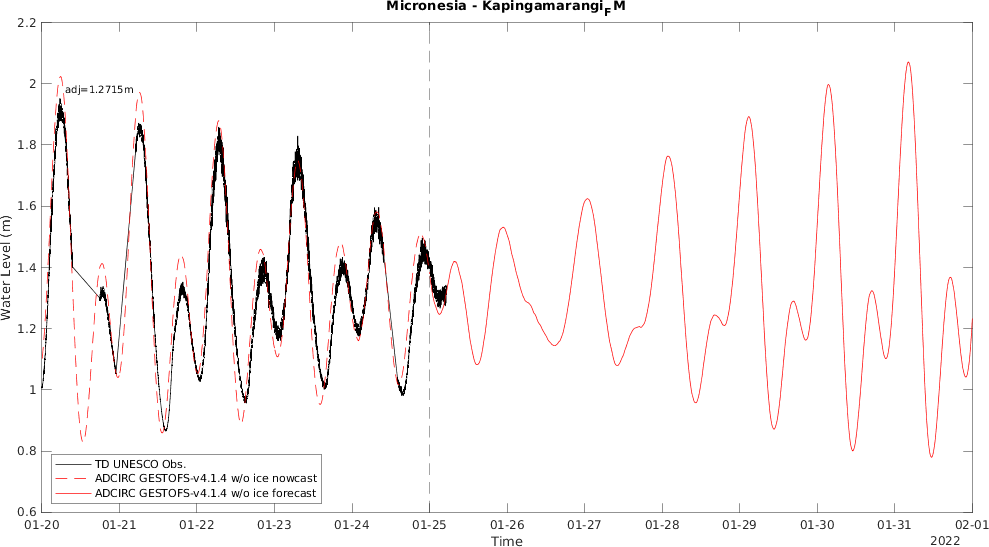 Micronesia - Kapingamarangi_FM
2.2
2
1.8
1.6
1.4
1.2
1
0.8
0.6
Water Level (m)
adj=1.2715m
TD UNESCO Obs.
ADCIRC GESTOFS-v4.1.4 w/o ice nowcast
ADCIRC GESTOFS-v4.1.4 w/o ice forecast
01-20 01-21 01-22 01-23 01-24 01-25 01-26 01-27 01-28 01-29 01-30 01-31 02-01
Time
2022